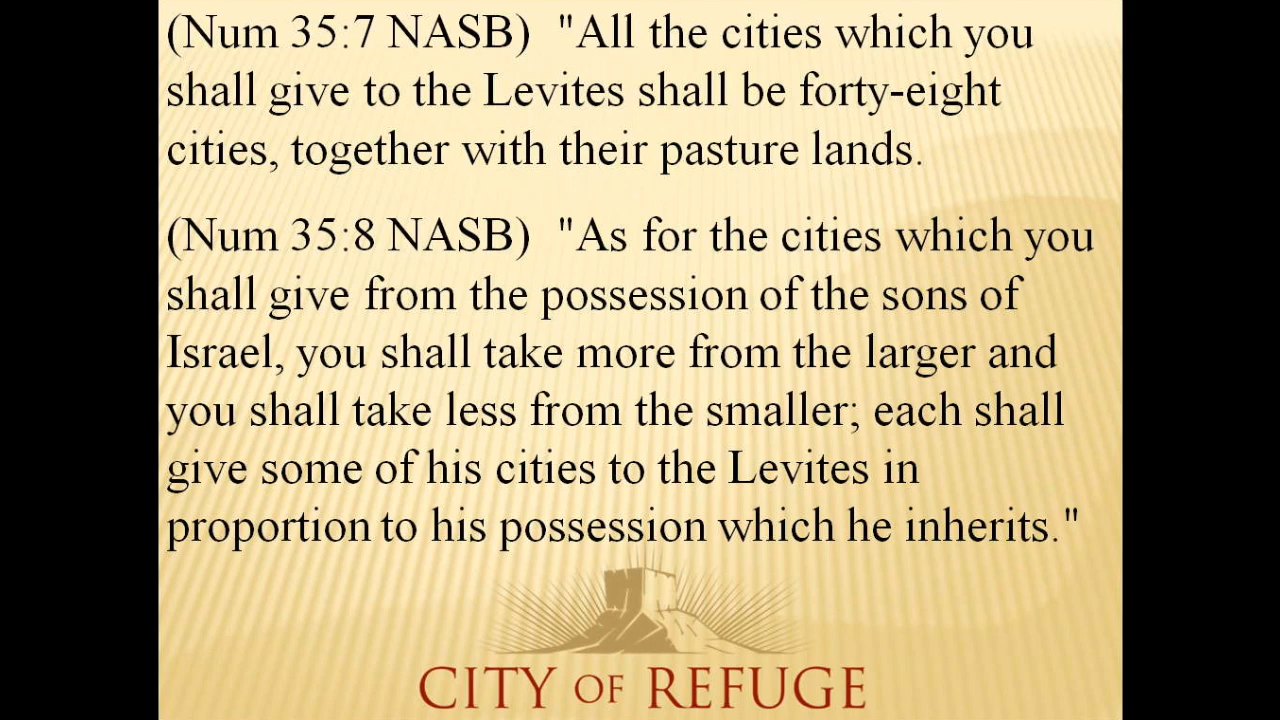 (Num 35:7 NASB)  "All the cities which you
shall give to the Levites shall be forty-eight
cities, together with their pasture lands.
(Num 35:8 NASB)  "As for the cities which you
shall give from the possession of the sons of
Israel, you shall take more from the larger and
you shall take less from the smaller; each shall
give some of his cities to the Levites in
proportion to his possession which he inherits."
CITY OF REFUGE